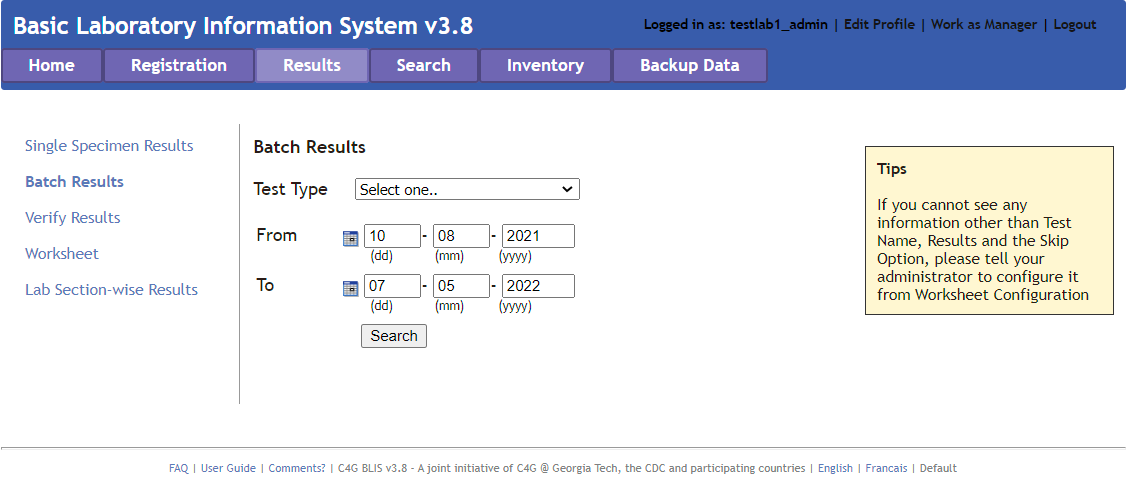 Basic Laboratory Information System v3.8
Logged in as: testlab1_admin | Edit Profile | Work as Manager | Logout
Home Registration Results Search Inventory Backup Data
Single Specimen Results
Batch Results
Verify Results
Worksheet
Lab Section-wise Results
Batch Results
Test Type Select one..
From 10 - 08 - 2021
(dd) (mm) (yyyy)
To 07 - 05 - 2022
(dd) (mm) (yyyy)
Search
Tips
If you cannot see any
information other than Test
Name, Results and the Skip
Option, please tell your
administrator to configure it
from Worksheet Configuration
FAQ | User Guide | Comments? | C4G BLIS v3.8 - A joint initiative of C4G @ Georgia Tech, the CDC and participating countries | English | Francais | Default